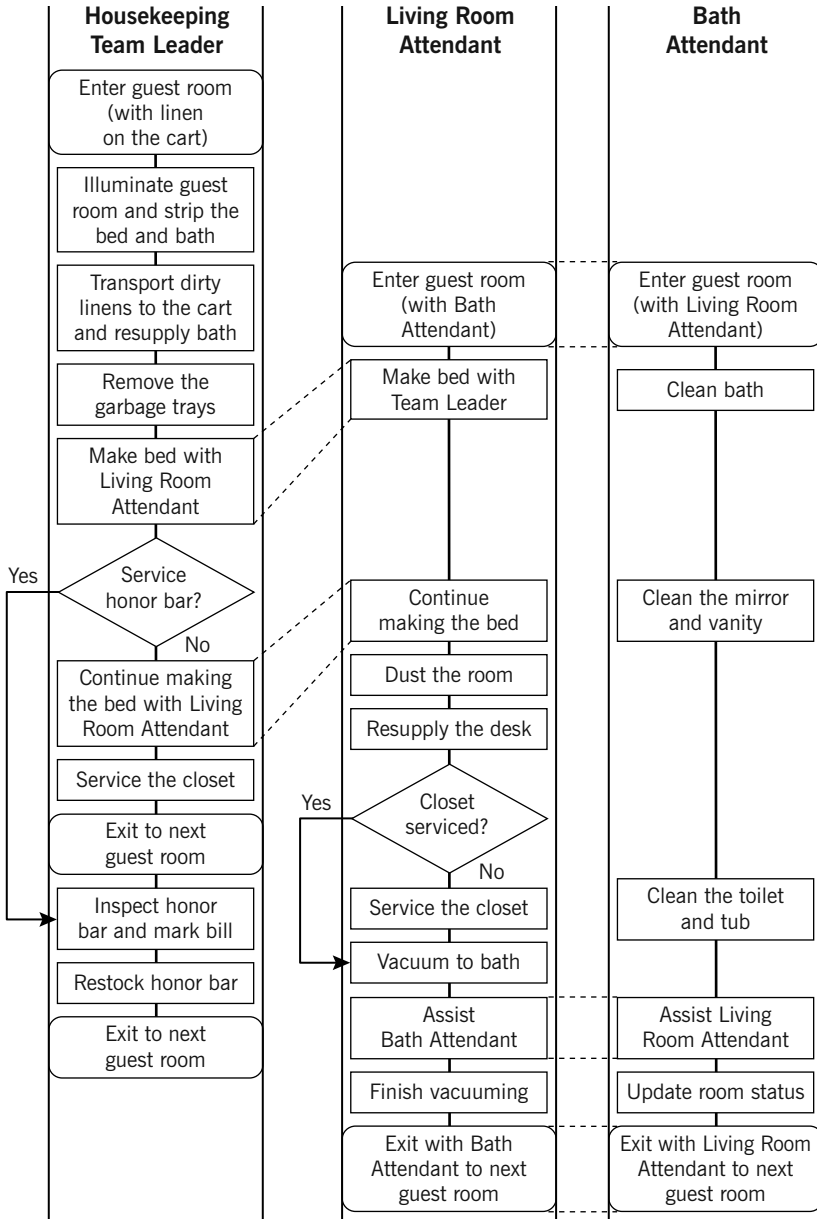 Housekeeping
Team Leader
Enter guest room
(with linen
on the cart)
Illuminate guest
room and strip the
bed and bath
Transport dirty
linens to the cart
and resupply bath
Remove the
garbage trays
Make bed with
Living Room
Attendant
Yes
Service
honor bar?
No
Continue making
the bed with Living
Room Attendant
Service the closet
Exit to next
guest room
Inspect honor
bar and mark bill
Restock honor bar
Exit to next
guest room
Living Room
Attendant
Enter guest room
(with Bath
Attendant)
Make bed with
Team Leader
Continue
making the bed
Dust the room
Resupply the desk
Yes
Closet
serviced?
No
Service the closet
Vacuum to bath
Assist
Bath Attendant
Finish vacuuming
Exit with Bath
Attendant to next
guest room
Bath
Attendant
Enter guest room
(with Living Room
Attendant)
Clean bath
Clean the mirror
and vanity
Clean the toilet
and tub
Assist Living
Room Attendant
Update room status
Exit with Living Room
Attendant to next
guest room